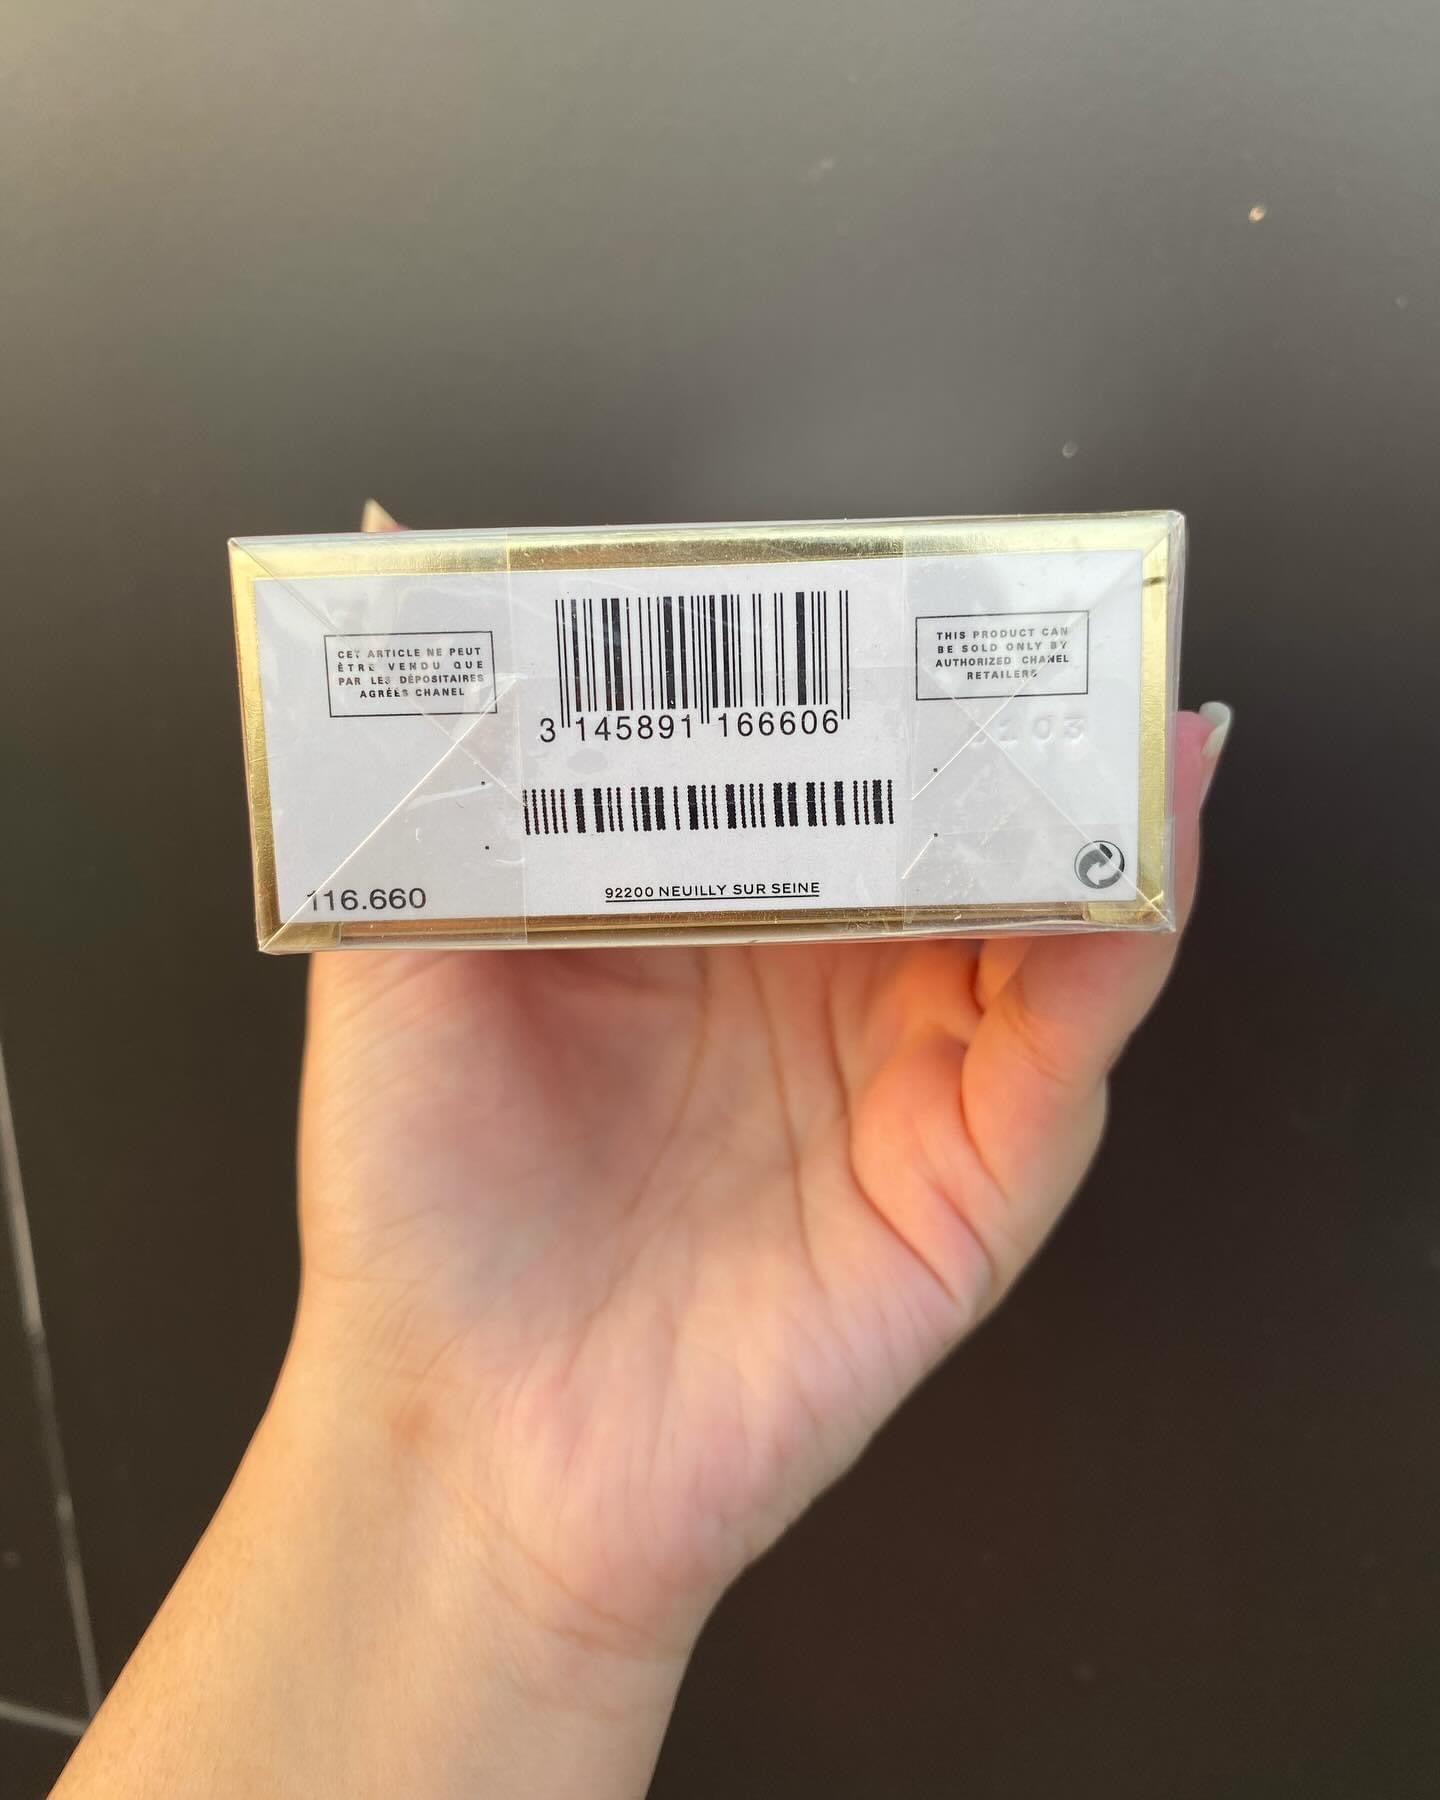 CET ARTICLE NE PEUT
ÊTRE VENDU QUE
PAR LES DÉPOSITAIRES
AGRÉÉS CHANEL
3 145891 166606
THIS PRODUCT CAN
BE SOLD ONLY BY
AUTHORIZED CHANEL
RETAILERS
116.660
92200 NEUILLY SUR SEINE